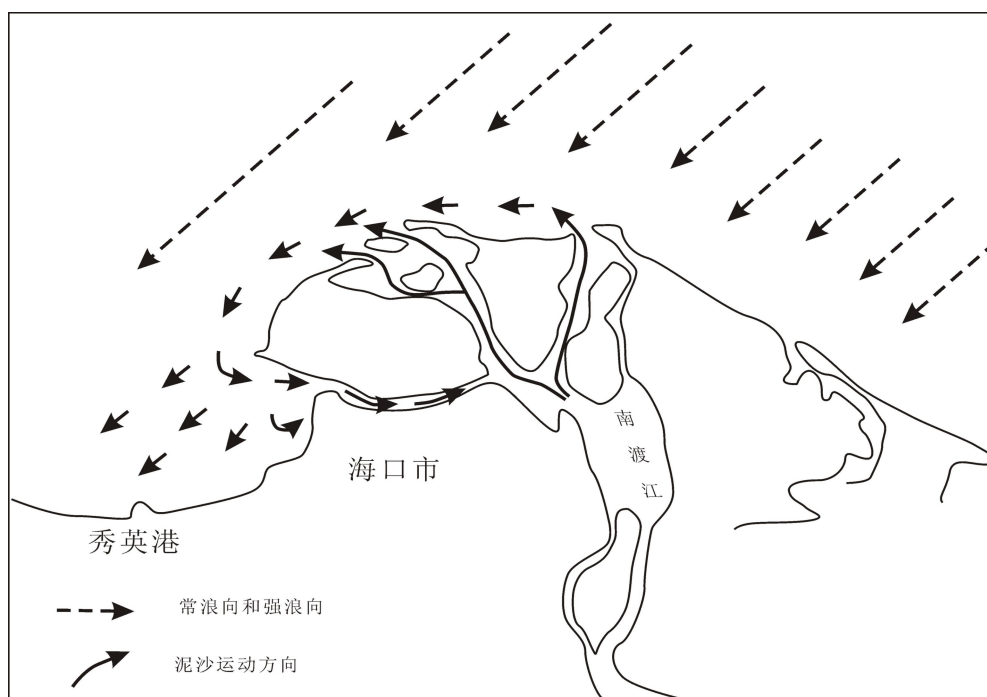 南
渡
江
海口市
秀英港
常浪向和强浪向
泥沙运动方向